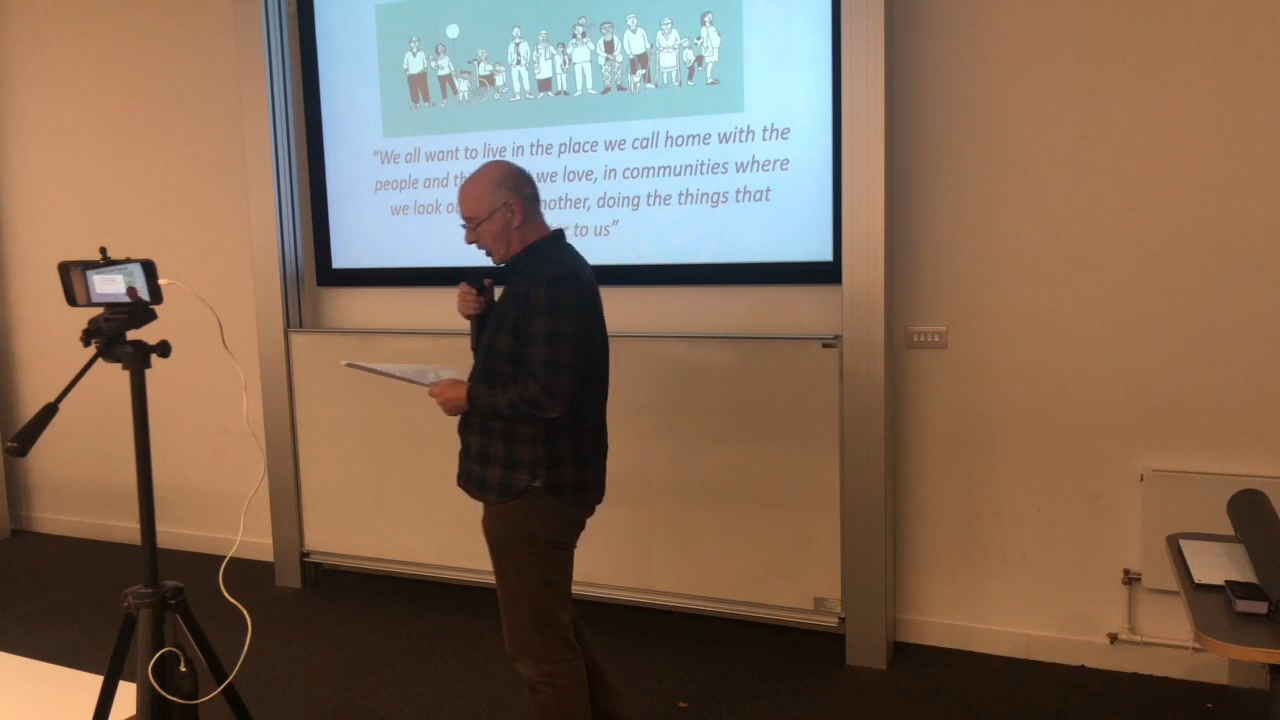 “We all want to live in the place we call home with the
people and we love, in communities where
we look nother, doing the things that
to us”